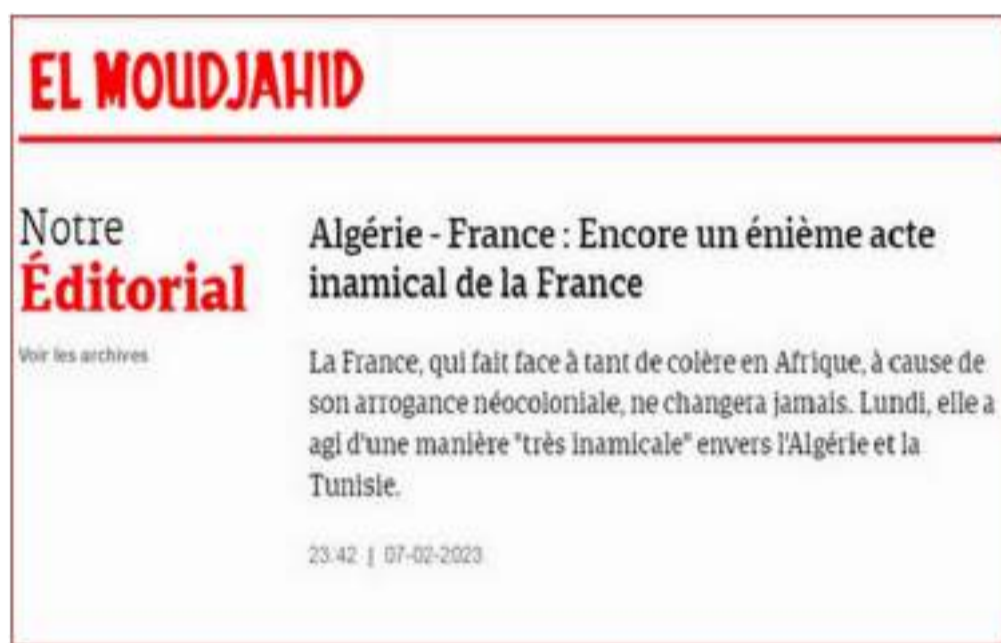 EL MOUDJAHID
Notre
Éditorial
Voir les archives
Algérie - France : Encore un énième acte
inamical de la France
La France, qui fait face à tant de colère en Afrique, à cause de
son arrogance néocoloniale, ne changera jamais. Lundi, elle a
agi d'une manière "très inamicale" envers l'Algérie et la
Tunisie.
23:42 | 07-02-2023